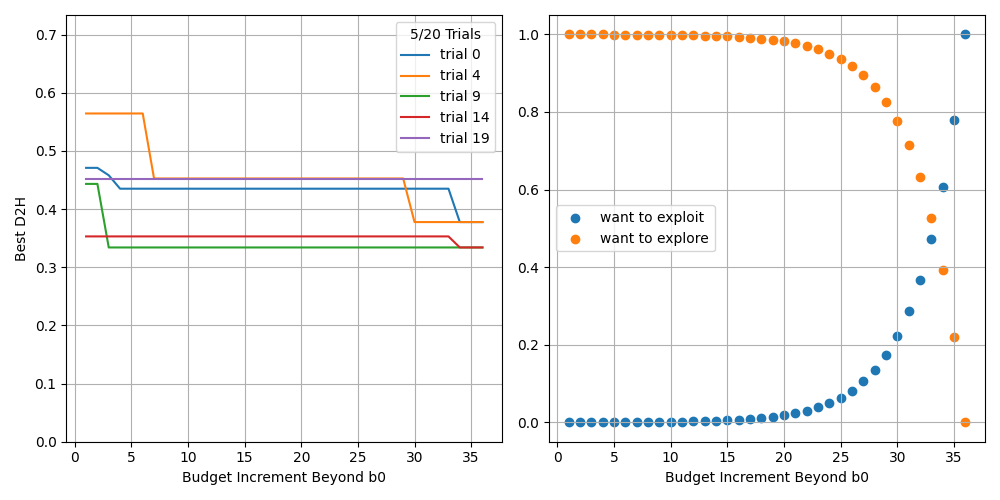 5/20 Trials
trial 0
trial 4
trial 9
trial 14
trial 19
0.7
0.6
0.5
0.4
0.3
0.2
0.1
0.0
Best D2H
0 5 10 15 20 25 30 35
Budget Increment Beyond b0
want to exploit
want to explore
1.0
0.8
0.6
0.4
0.2
0.0
0 5 10 15 20 25 30 35
Budget Increment Beyond b0